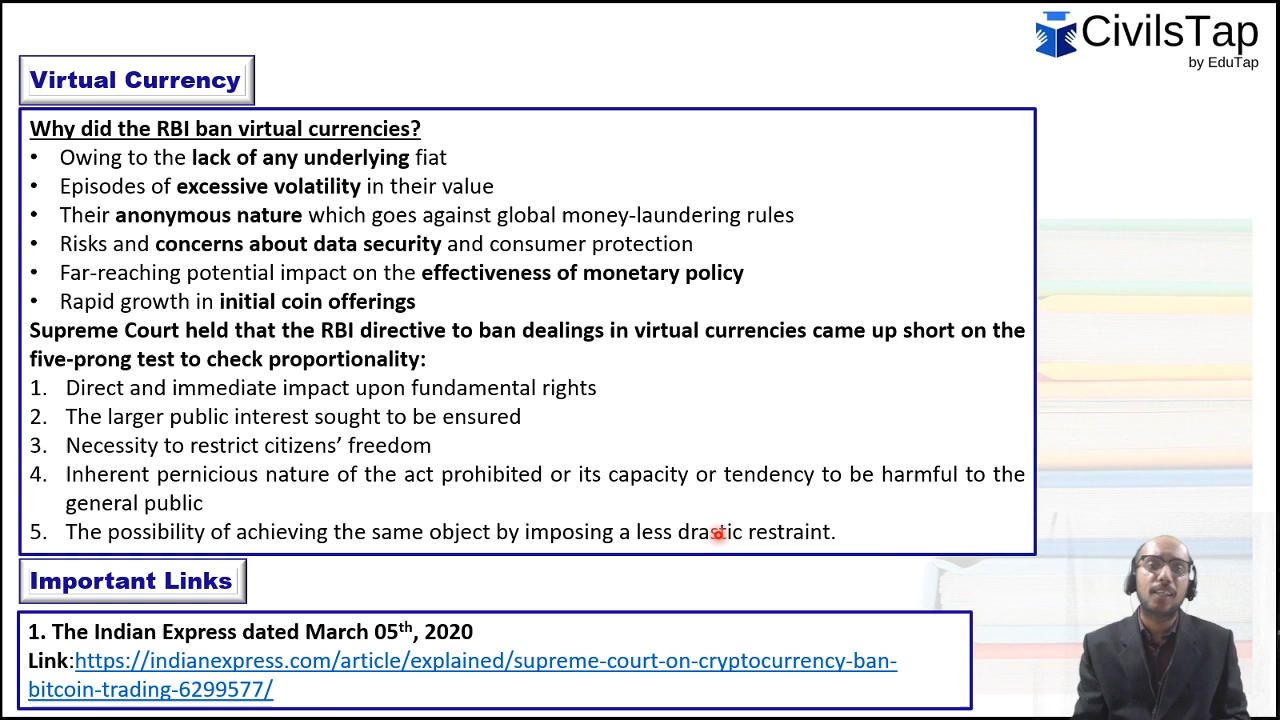 CivilsTap
by EduTap
Virtual Currency
Why did the RBI ban virtual currencies?
• Owing to the lack of any underlying fiat
• Episodes of excessive volatility in their value
• Their anonymous nature which goes against global money-laundering rules
• Risks and concerns about data security and consumer protection
• Far-reaching potential impact on the effectiveness of monetary policy
• Rapid growth in initial coin offerings
Supreme Court held that the RBI directive to ban dealings in virtual currencies came up short on the
five-prong test to check proportionality:
1. Direct and immediate impact upon fundamental rights
2. The larger public interest sought to be ensured
3. Necessity to restrict citizens’ freedom
4. Inherent pernicious nature of the act prohibited or its capacity or tendency to be harmful to the
general public
5. The possibility of achieving the same object by imposing a less drastic restraint.
Important Links
1. The Indian Express dated March 05th, 2020
Link:https://indianexpress.com/article/explained/supreme-court-on-cryptocurrency-ban-
bitcoin-trading-6299577/